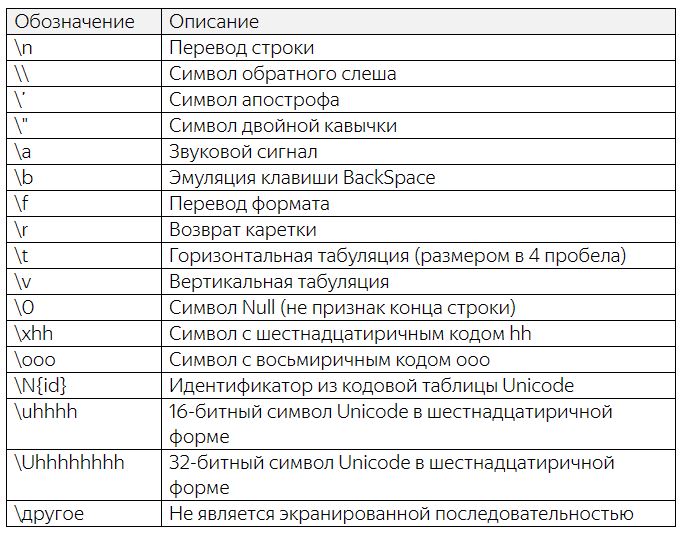 Обозначение Описание
\n Перевод строки
\\ Символ обратного слеша
\’ Символ апострофа
\" Символ двойной кавычки
\a Звуковой сигнал
\b Эмуляция клавиши BackSpace
\f Перевод формата
\r Возврат каретки
\t Горизонтальная табуляция (размером в 4 пробела)
\v Вертикальная табуляция
\0 Символ Null (не признак конца строки)
\xhh Символ с шестнадцатиричным кодом hh
\ooo Символ с восьмиричным кодом ooo
\N{id} Идентификатор из кодовой таблицы Unicode
\uhhhh 16-битный символ Unicode в шестнадцатиричной
форме
\Uhhhhhhhh 32-битный символ Unicode в шестнадцатиричной
форме
\другое Не является экранированной последовательностью